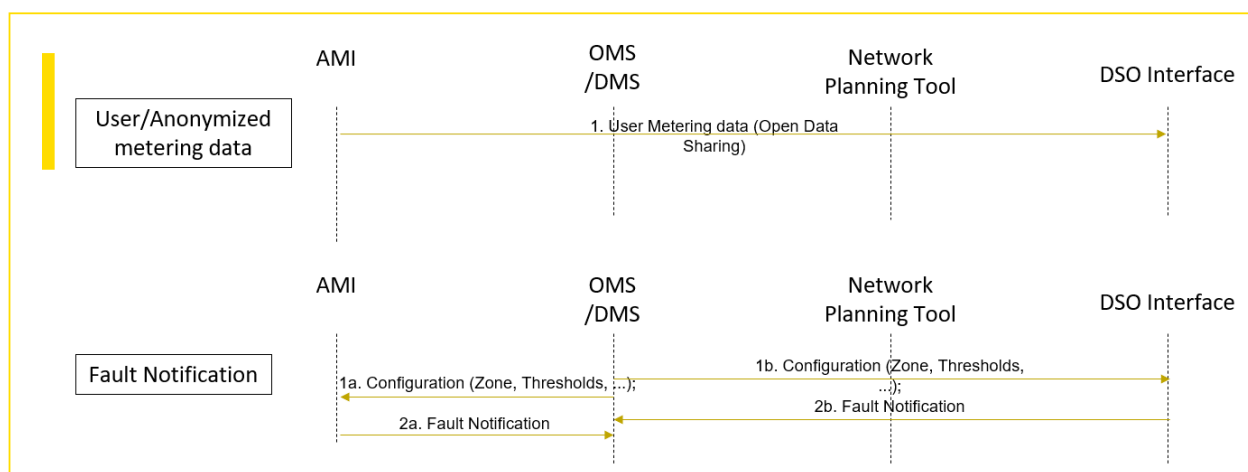 AMI
OMS
/DMS
Network
Planning Tool
DSO Interface
User/Anonymized
metering data
1. User Metering data (Open Data
Sharing)
AMI
OMS
/DMS
Network
Planning Tool
DSO Interface
Fault Notification
1a. Configuration (Zone, Thresholds, ...);
1b. Configuration (Zone, Thresholds,
...);
2a. Fault Notification
2b. Fault Notification